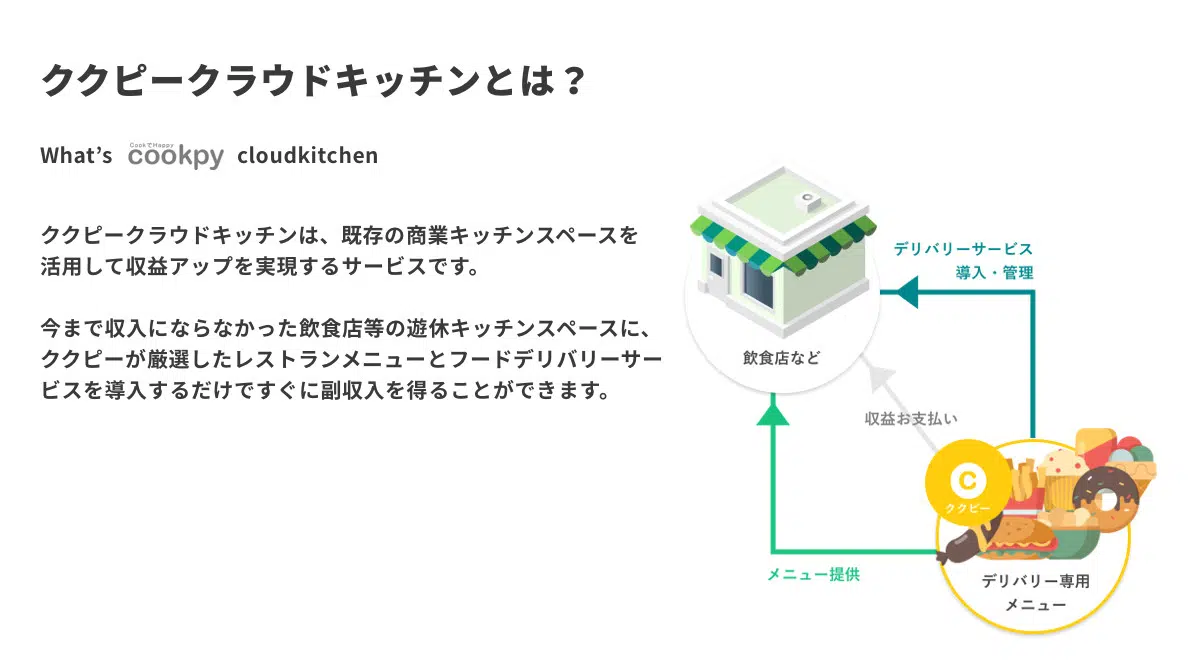 ククピークラウドキッチンとは？
What's CookでHappy cookpy cloudkitchen
ククピークラウドキッチンは、既存の商業キッチンスペースを
活用して収益アップを実現するサービスです。
今まで収入にならなかった飲食店等の遊休キッチンスペースに、
ククピーが厳選したレストランメニューとフードデリバリーサー
ビスを導入するだけですぐに副収入を得ることができます。
デリバリーサービス
導入・管理
飲食店など
収益お支払い
C
ククピー
メニュー提供
デリバリー専用
メニュー